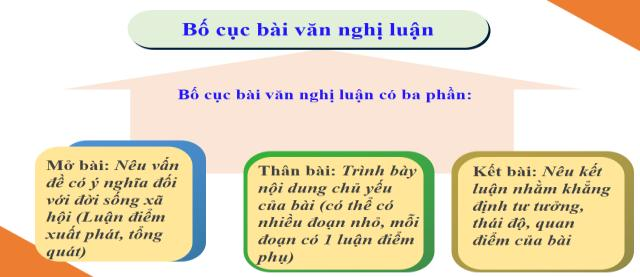 Bố cục bài văn nghị luận
Bố cục bài văn nghị luận có ba phần:
Mở bài: Nêu vấn
đề có ý nghĩa đối
với đời sống xã
hội (Luận điểm
xuất phát, tổng
quát)
Thân bài: Trình bày
nội dung chủ yếu
của bài (có thể có
nhiều đoạn nhỏ, mỗi
đoạn có 1 luận điểm
phụ)
Kết bài: Nêu kết
luận nhằm khẳng
định tư tưởng,
thái độ, quan
điểm của bài